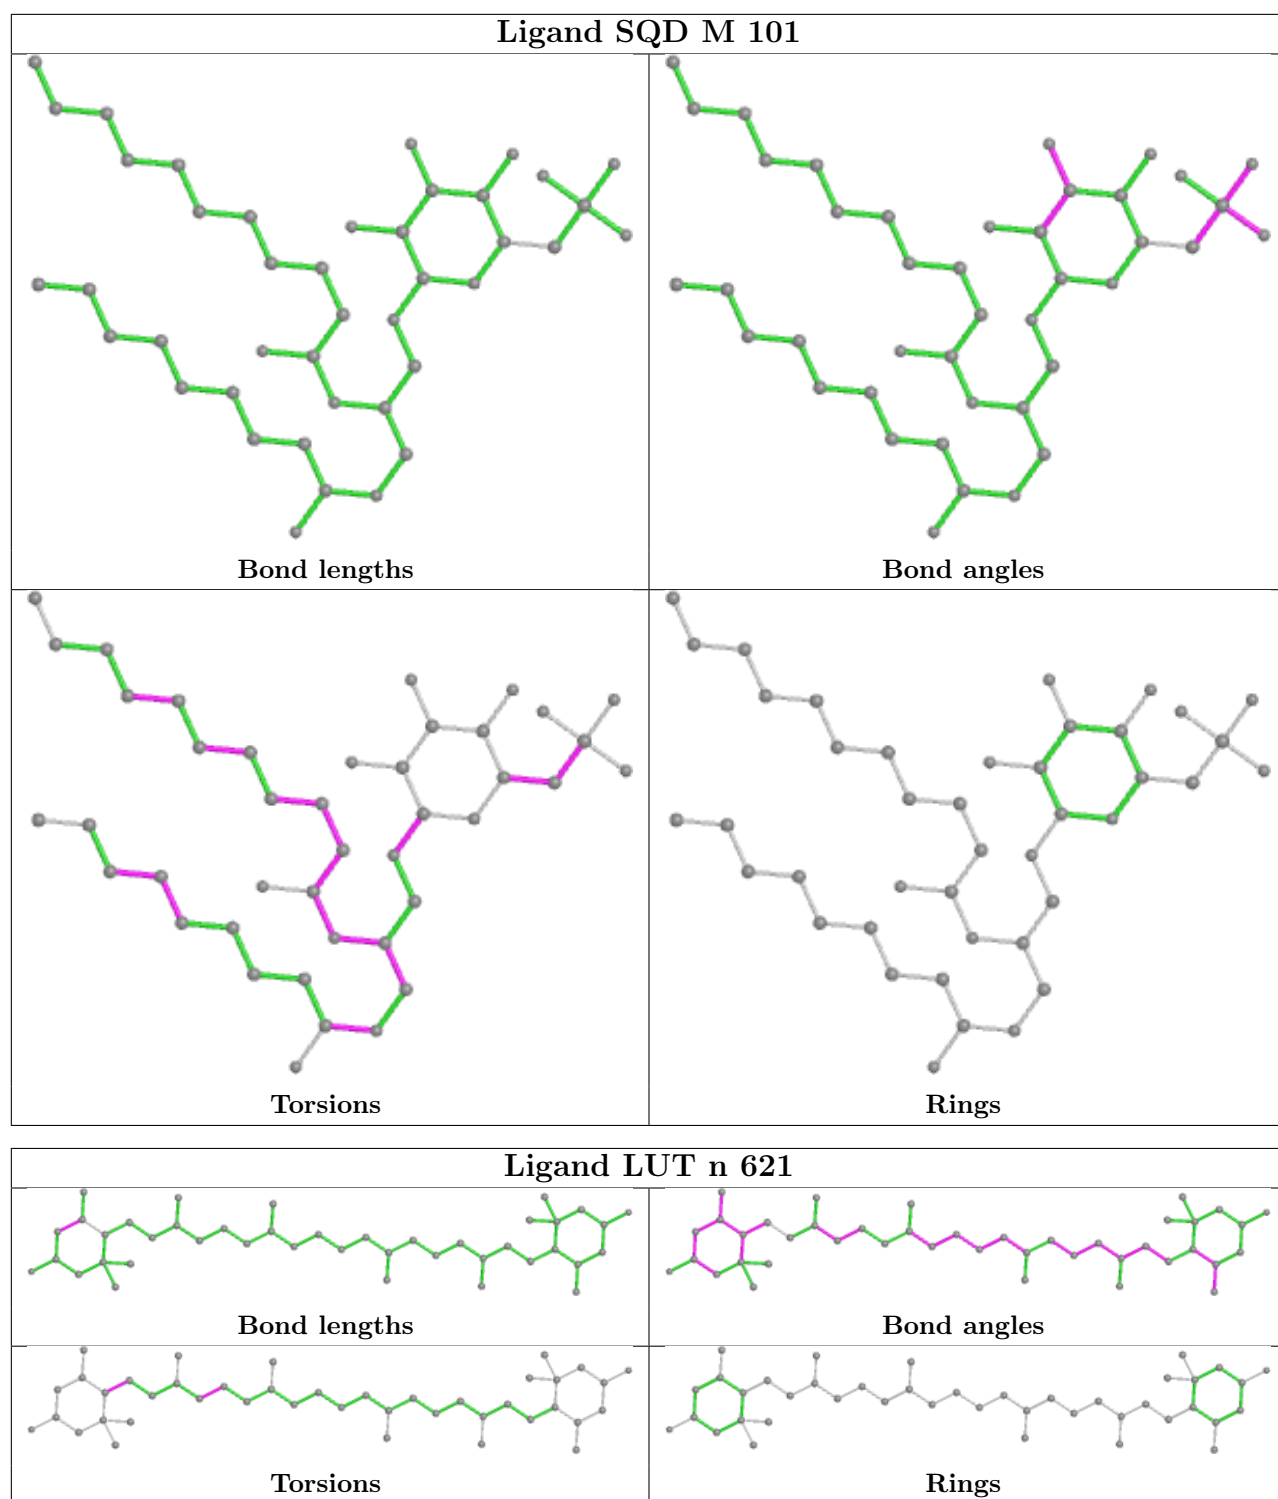 Ligand SQD M 101
Bond lengths
Bond angles
Torsions
Rings
Ligand LUT n 621
Bond lengths
Bond angles
Torsions
Rings